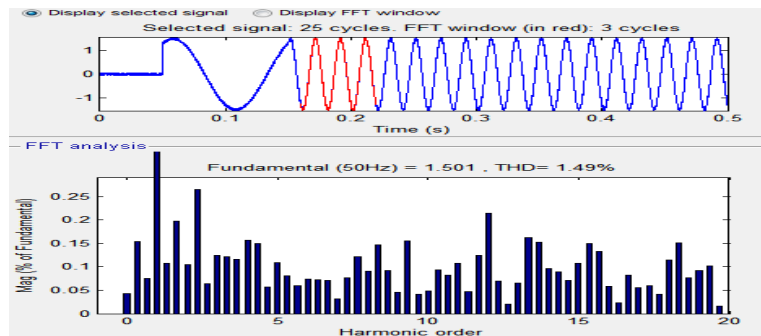 Display selected signal Display FFT window
Selected signal: 25 cycles. FFT window (in red): 3 cycles
1
0
-1
0 0.1 0.2 0.3 0.4 0.5
Time (s)
FFT analysis
Fundamental (50Hz) = 1.501 , THD= 1.49%
Mag (% of Fundamental)
0.25
0.2
0.15
0.1
0.05
0
0 5 10 15 20
Harmonic order